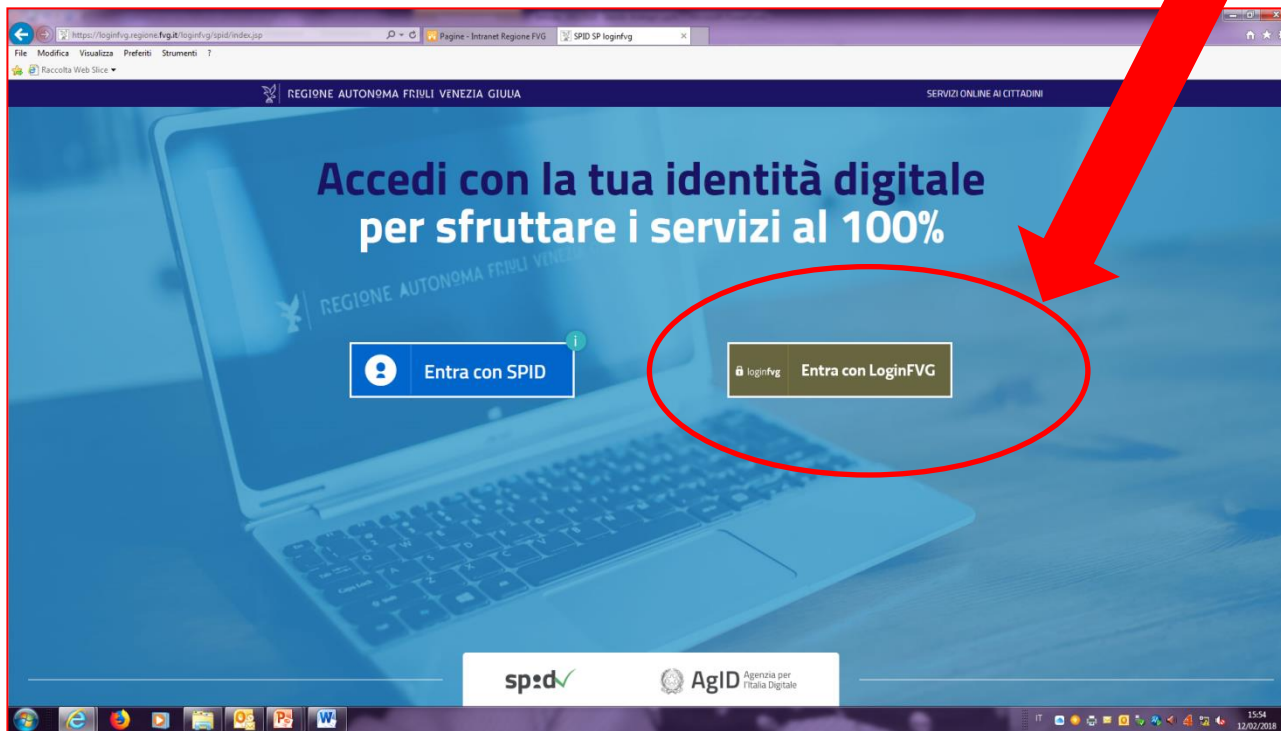 https://loginfvg.regione.fvg.it/loginfvg/spid/index.jsp
Pagine - Intranet Regione FVG
SPID SP loginfvg
File Modifica Visualizza Preferiti Strumenti ?
Raccolta Web Slice
REGIONE AUTONOMA FRIULI VENEZIA GIULIA
SERVIZI ONLINE AI CITTADINI
Accedi con la tua identità digitale
per sfruttare i servizi al 100%
REGIONE AUTONOMA FRIULI VENEZ
i
Entra con SPID
loginfvg
Entra con LoginFVG
spid
AgID Agenzia per
l'Italia Digitale
IT
15:54
12/02/2018